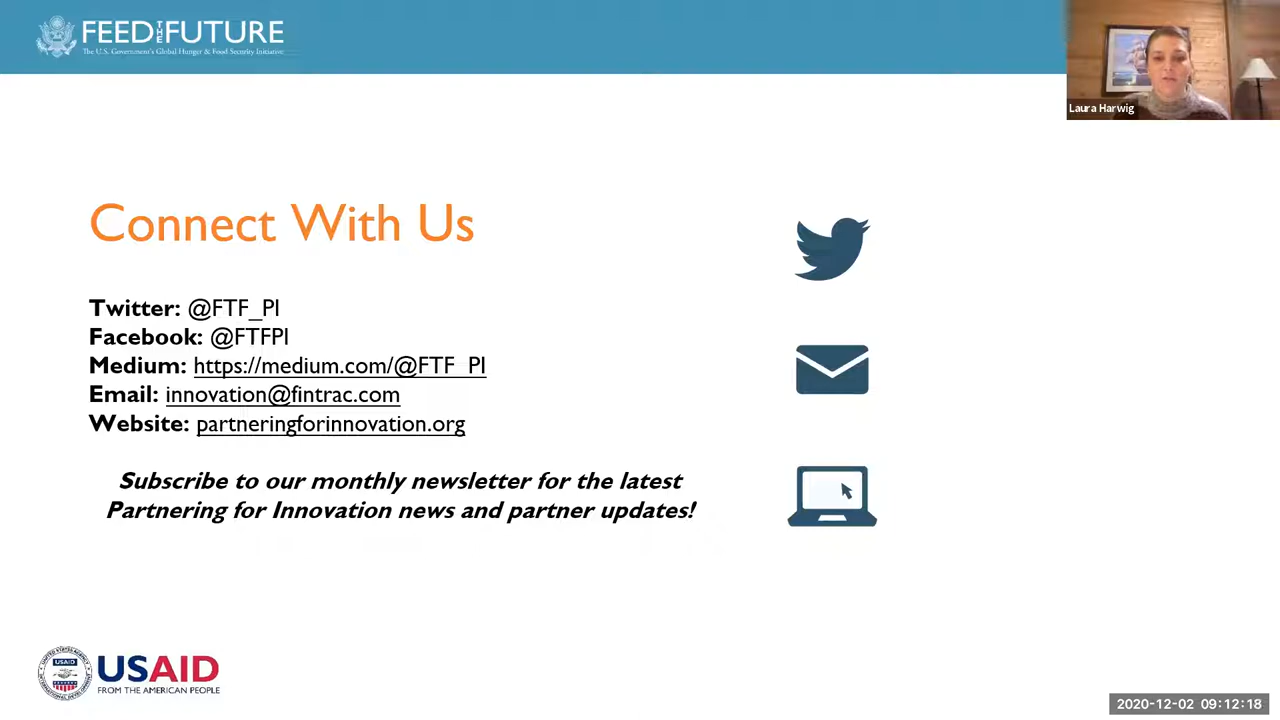 FEED THE FUTURE
The U.S. Government's Global Hunger & Food Security Initiative
Laura Harwig
Connect With Us
Twitter: @FTF_PI
Facebook: @FTFPI
Medium: https://medium.com/@FTF_PI
Email: innovation@fintrac.com
Website: partneringforinnovation.org
Subscribe to our monthly newsletter for the latest
Partnering for Innovation news and partner updates!
USAID
USAID
FROM THE AMERICAN PEOPLE
2020-12-02 09:12:18